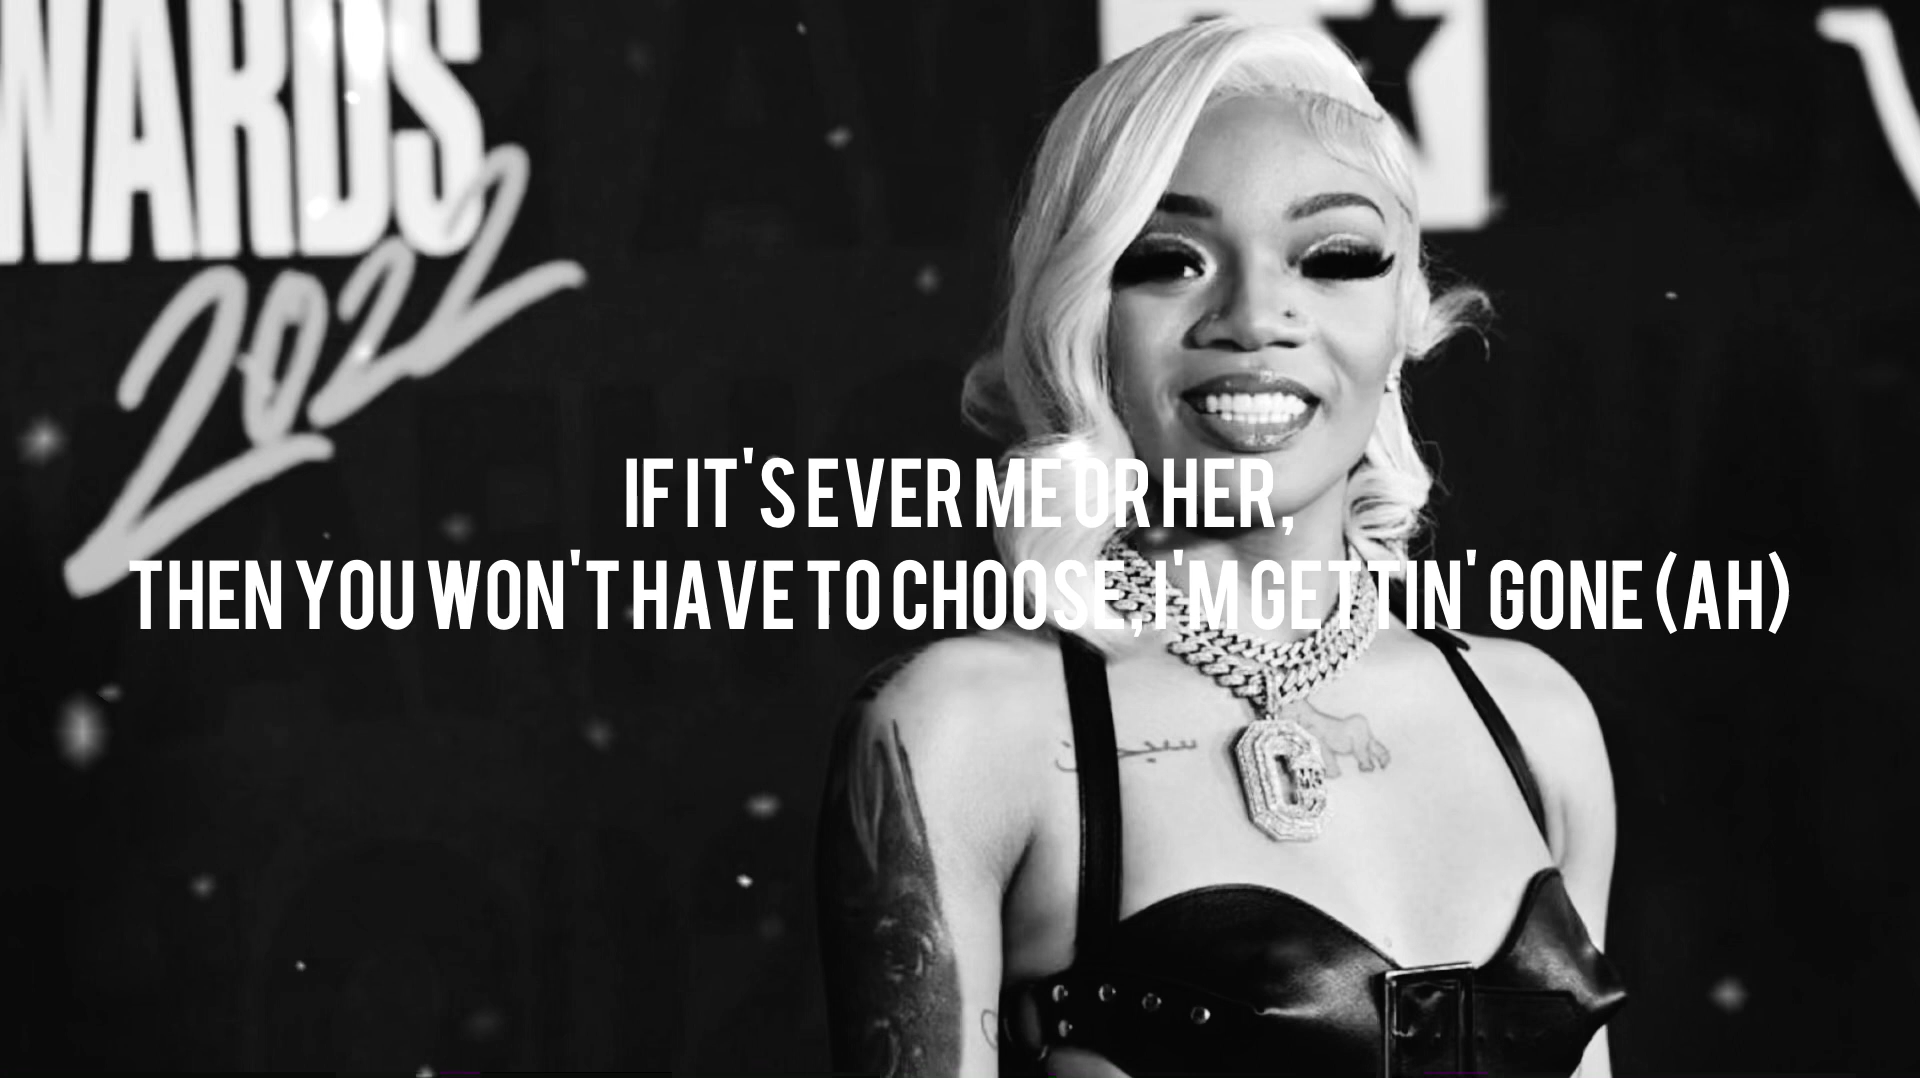 WARDS
2022
IF IT'S EVER ME OR HER,
THEN YOU WON'T HAVE TO CHOOSE, I'M GETTIN' GONE (AH)
C